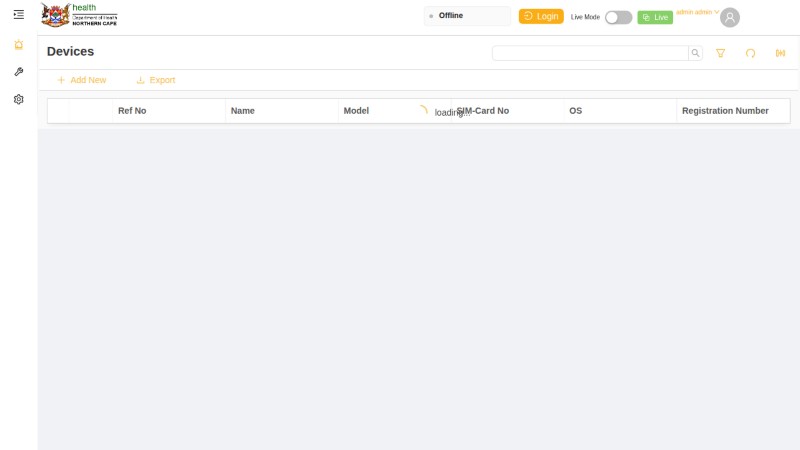 health
Department of Health
NORTHERN CAPE
Offline
Login
Live Mode
Live
admin admin
Devices
Add New
Export
Ref No
Name
Model
loading...
SIM-Card No
OS
Registration Number